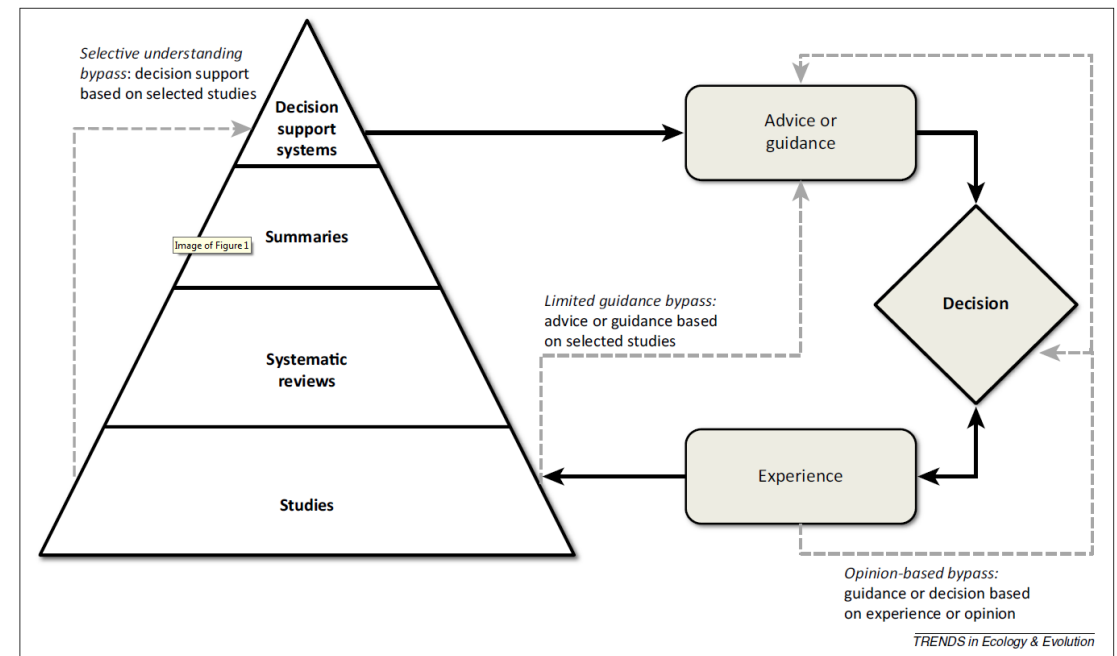 Selective understanding
bypass: decision support
based on selected studies
Decision
support
systems
Advice or
guidance
Image of Figure 1
Summaries
Limited guidance bypass:
advice or guidance based
on selected studies
Decision
Systematic
reviews
Experience
Studies
Opinion-based bypass:
guidance or decision based
on experience or opinion
TRENDS in Ecology & Evolution